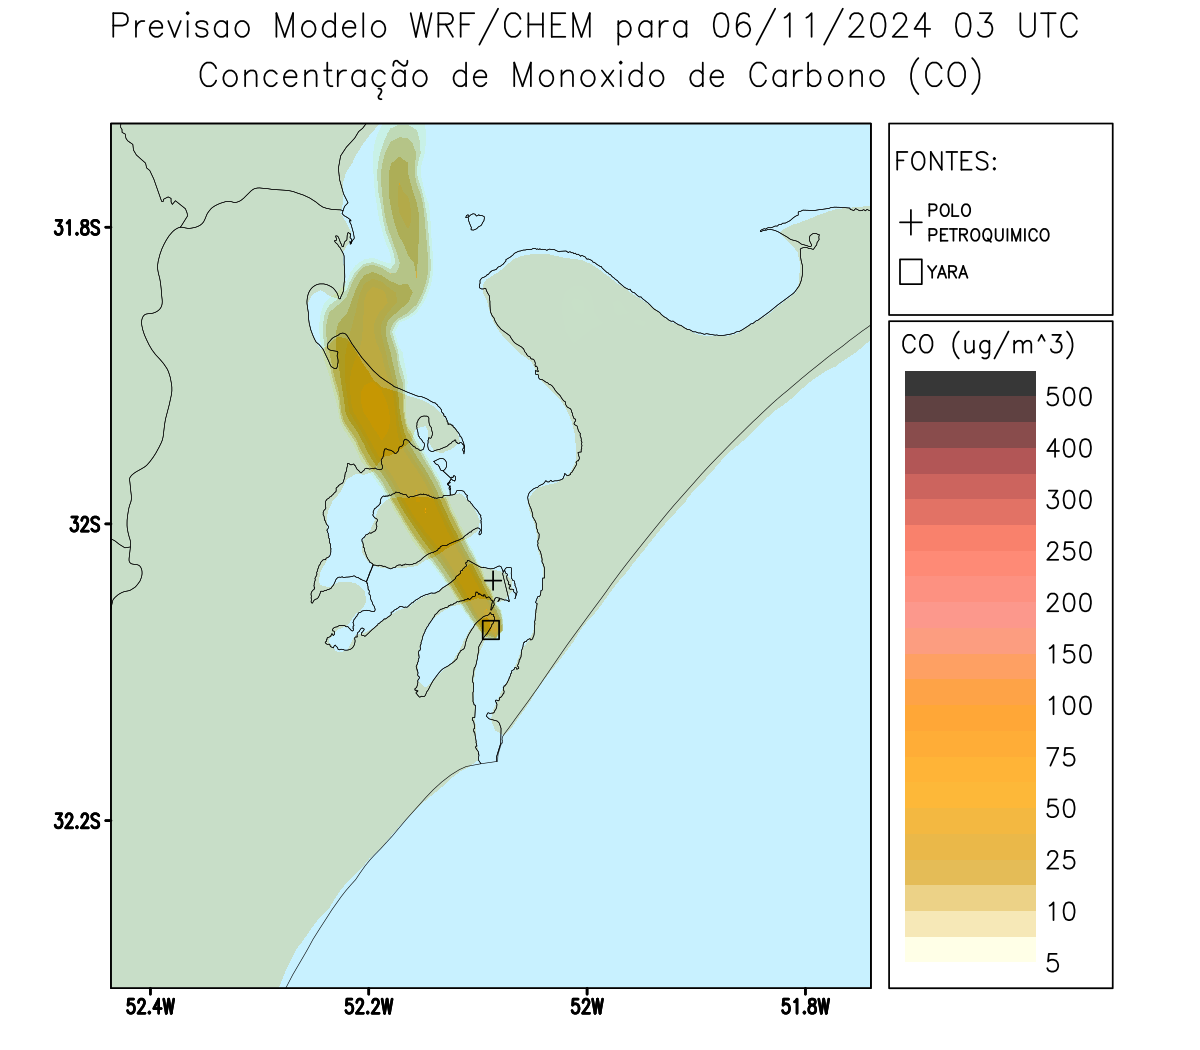 Previsao Modelo WRF/CHEM para 06/11/2024 03 UTC
Concentração de Monoxido de Carbono (CO)
FONTES:
POLO
PETROQUIMICO
YARA
CO (ug/m^3)
500
400
300
250
200
150
100
75
50
25
10
5
31.8S
32S
32.2S
52.4W
52.2W
52W
51.8W